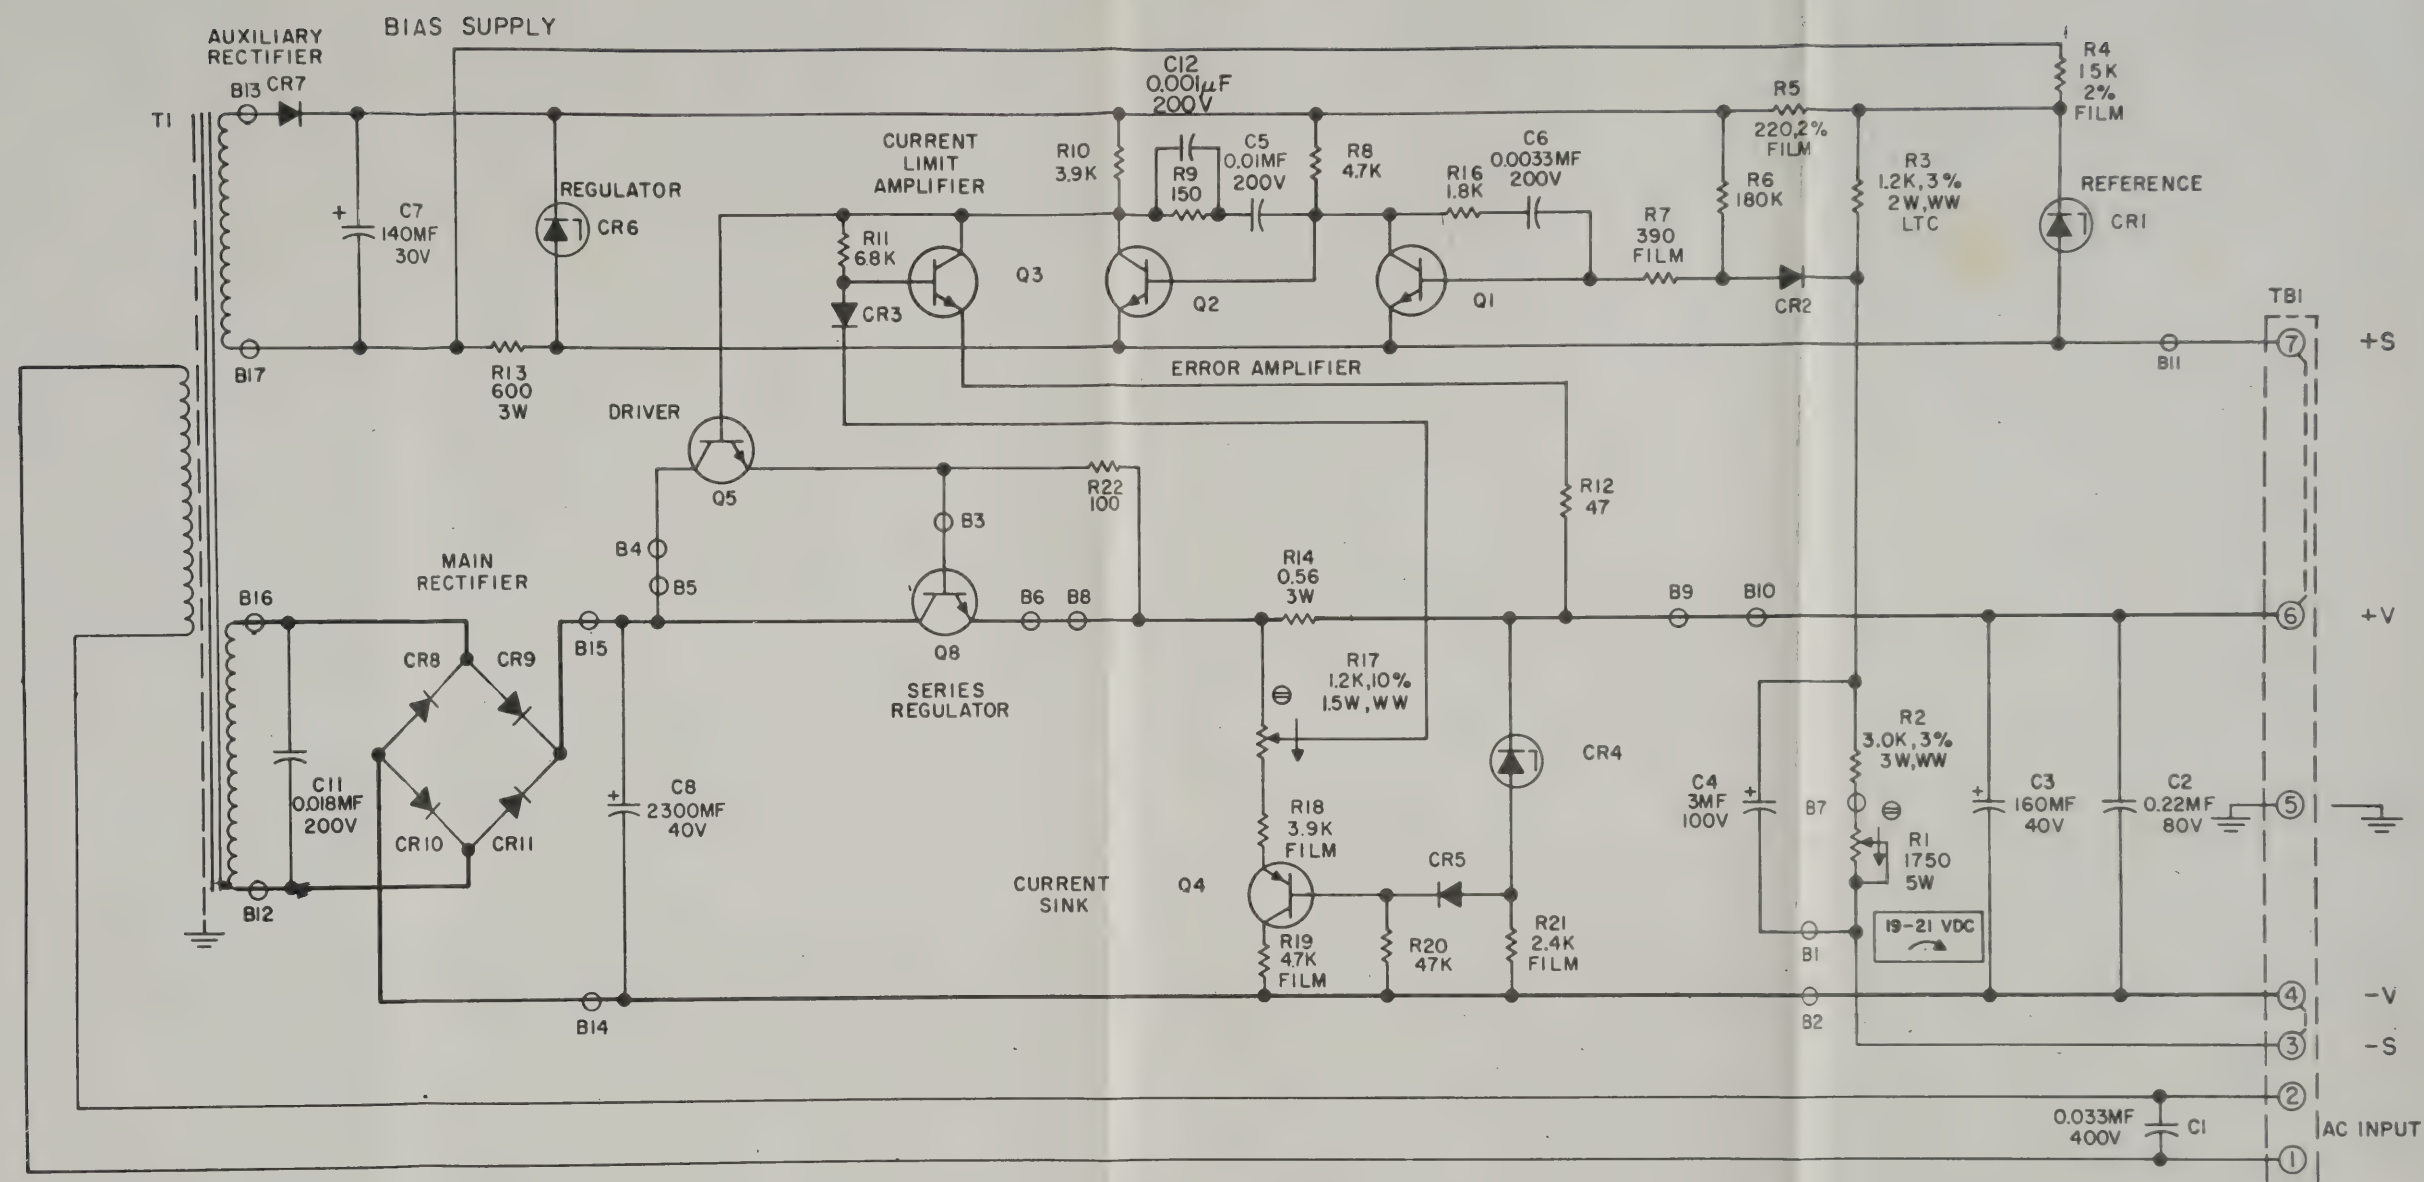 BIAS SUPPLY
AUXILIARY
RECTIFIER
B13 CR7
T1
C7
140MF
30V
+
REGULATOR
CR6
B17
R13
600
3W
CURRENT
LIMIT
AMPLIFIER
R11
6.8K
CR3
Q3
R10
3.9K
C12
0.001µF
200V
R9
150
C5
0.01MF
200V
Q2
R8
4.7K
R16
1.8K
C6
0.0033MF
200V
Q1
R7
390
FILM
R5
220,2%
FILM
R6
180K
CR2
R3
1.2K,3%
2W,WW
LTC
R4
15K
2%
FILM
REFERENCE
CR1
ERROR AMPLIFIER
TB1
7
+S
B11
DRIVER
Q5
R22
100
B3
B4
B5
R12
47
MAIN
RECTIFIER
B16
CR8
CR9
CR10
CR11
C11
0.018MF
200V
B12
B15
B14
+
C8
2300MF
40V
Q8
SERIES
REGULATOR
B6
B8
R14
0.56
3W
R17
1.2K,10%
1.5W,WW
B9
B10
6
+V
CR4
R18
3.9K
FILM
CURRENT
SINK
Q4
CR5
R19
47K
FILM
R20
47K
R21
2.4K
FILM
C4
3MF
100V
+
R2
3.0K,3%
3W,WW
B7
R1
1750
5W
19-21 VDC
B1
B2
+
C3
160MF
40V
C2
0.22MF
80V
5
4
-V
3
-S
2
0.033MF
400V
C1
AC INPUT
1